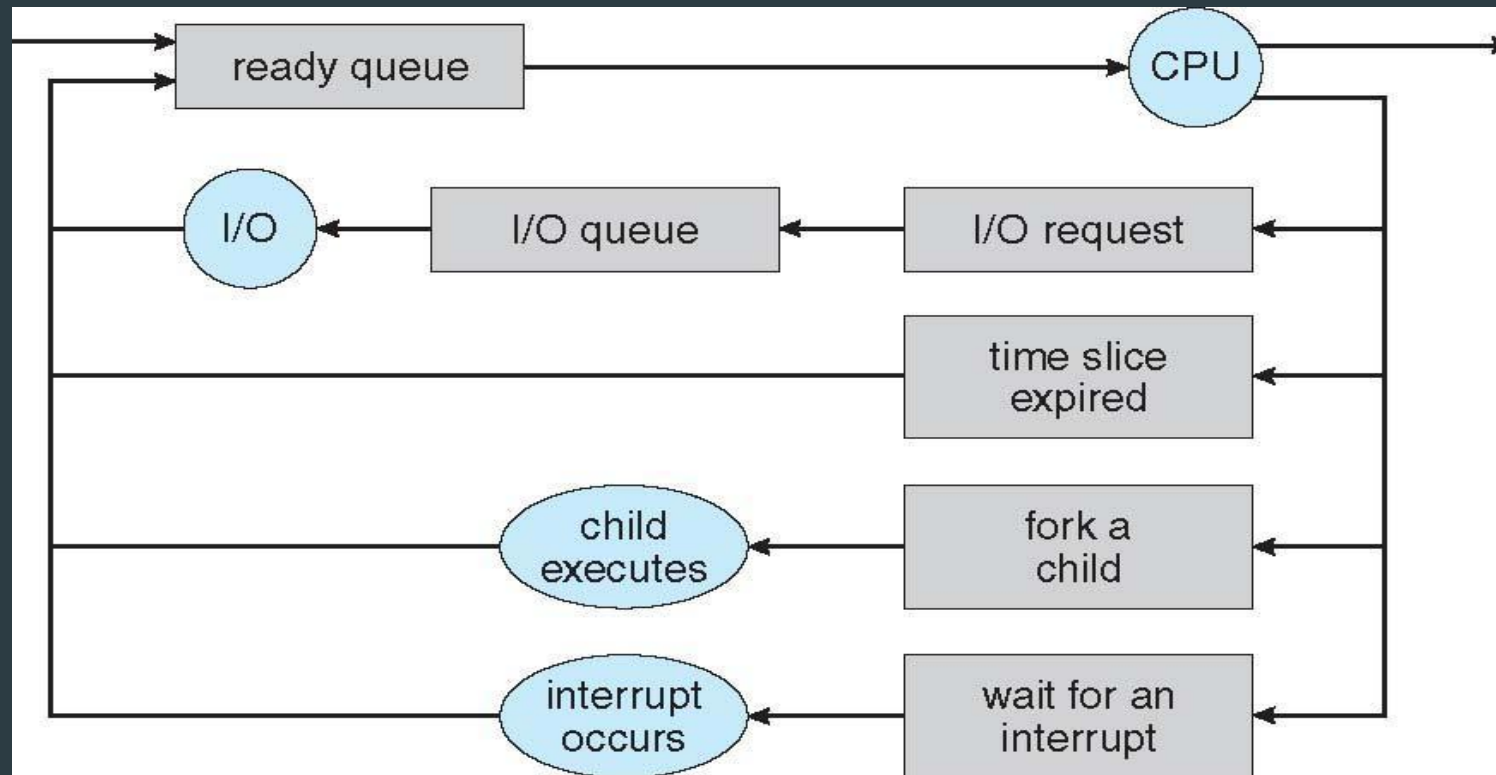 ready queue
CPU
I/O
I/O queue
I/O request
time slice
expired
child
executes
fork a
child
interrupt
occurs
wait for an
interrupt